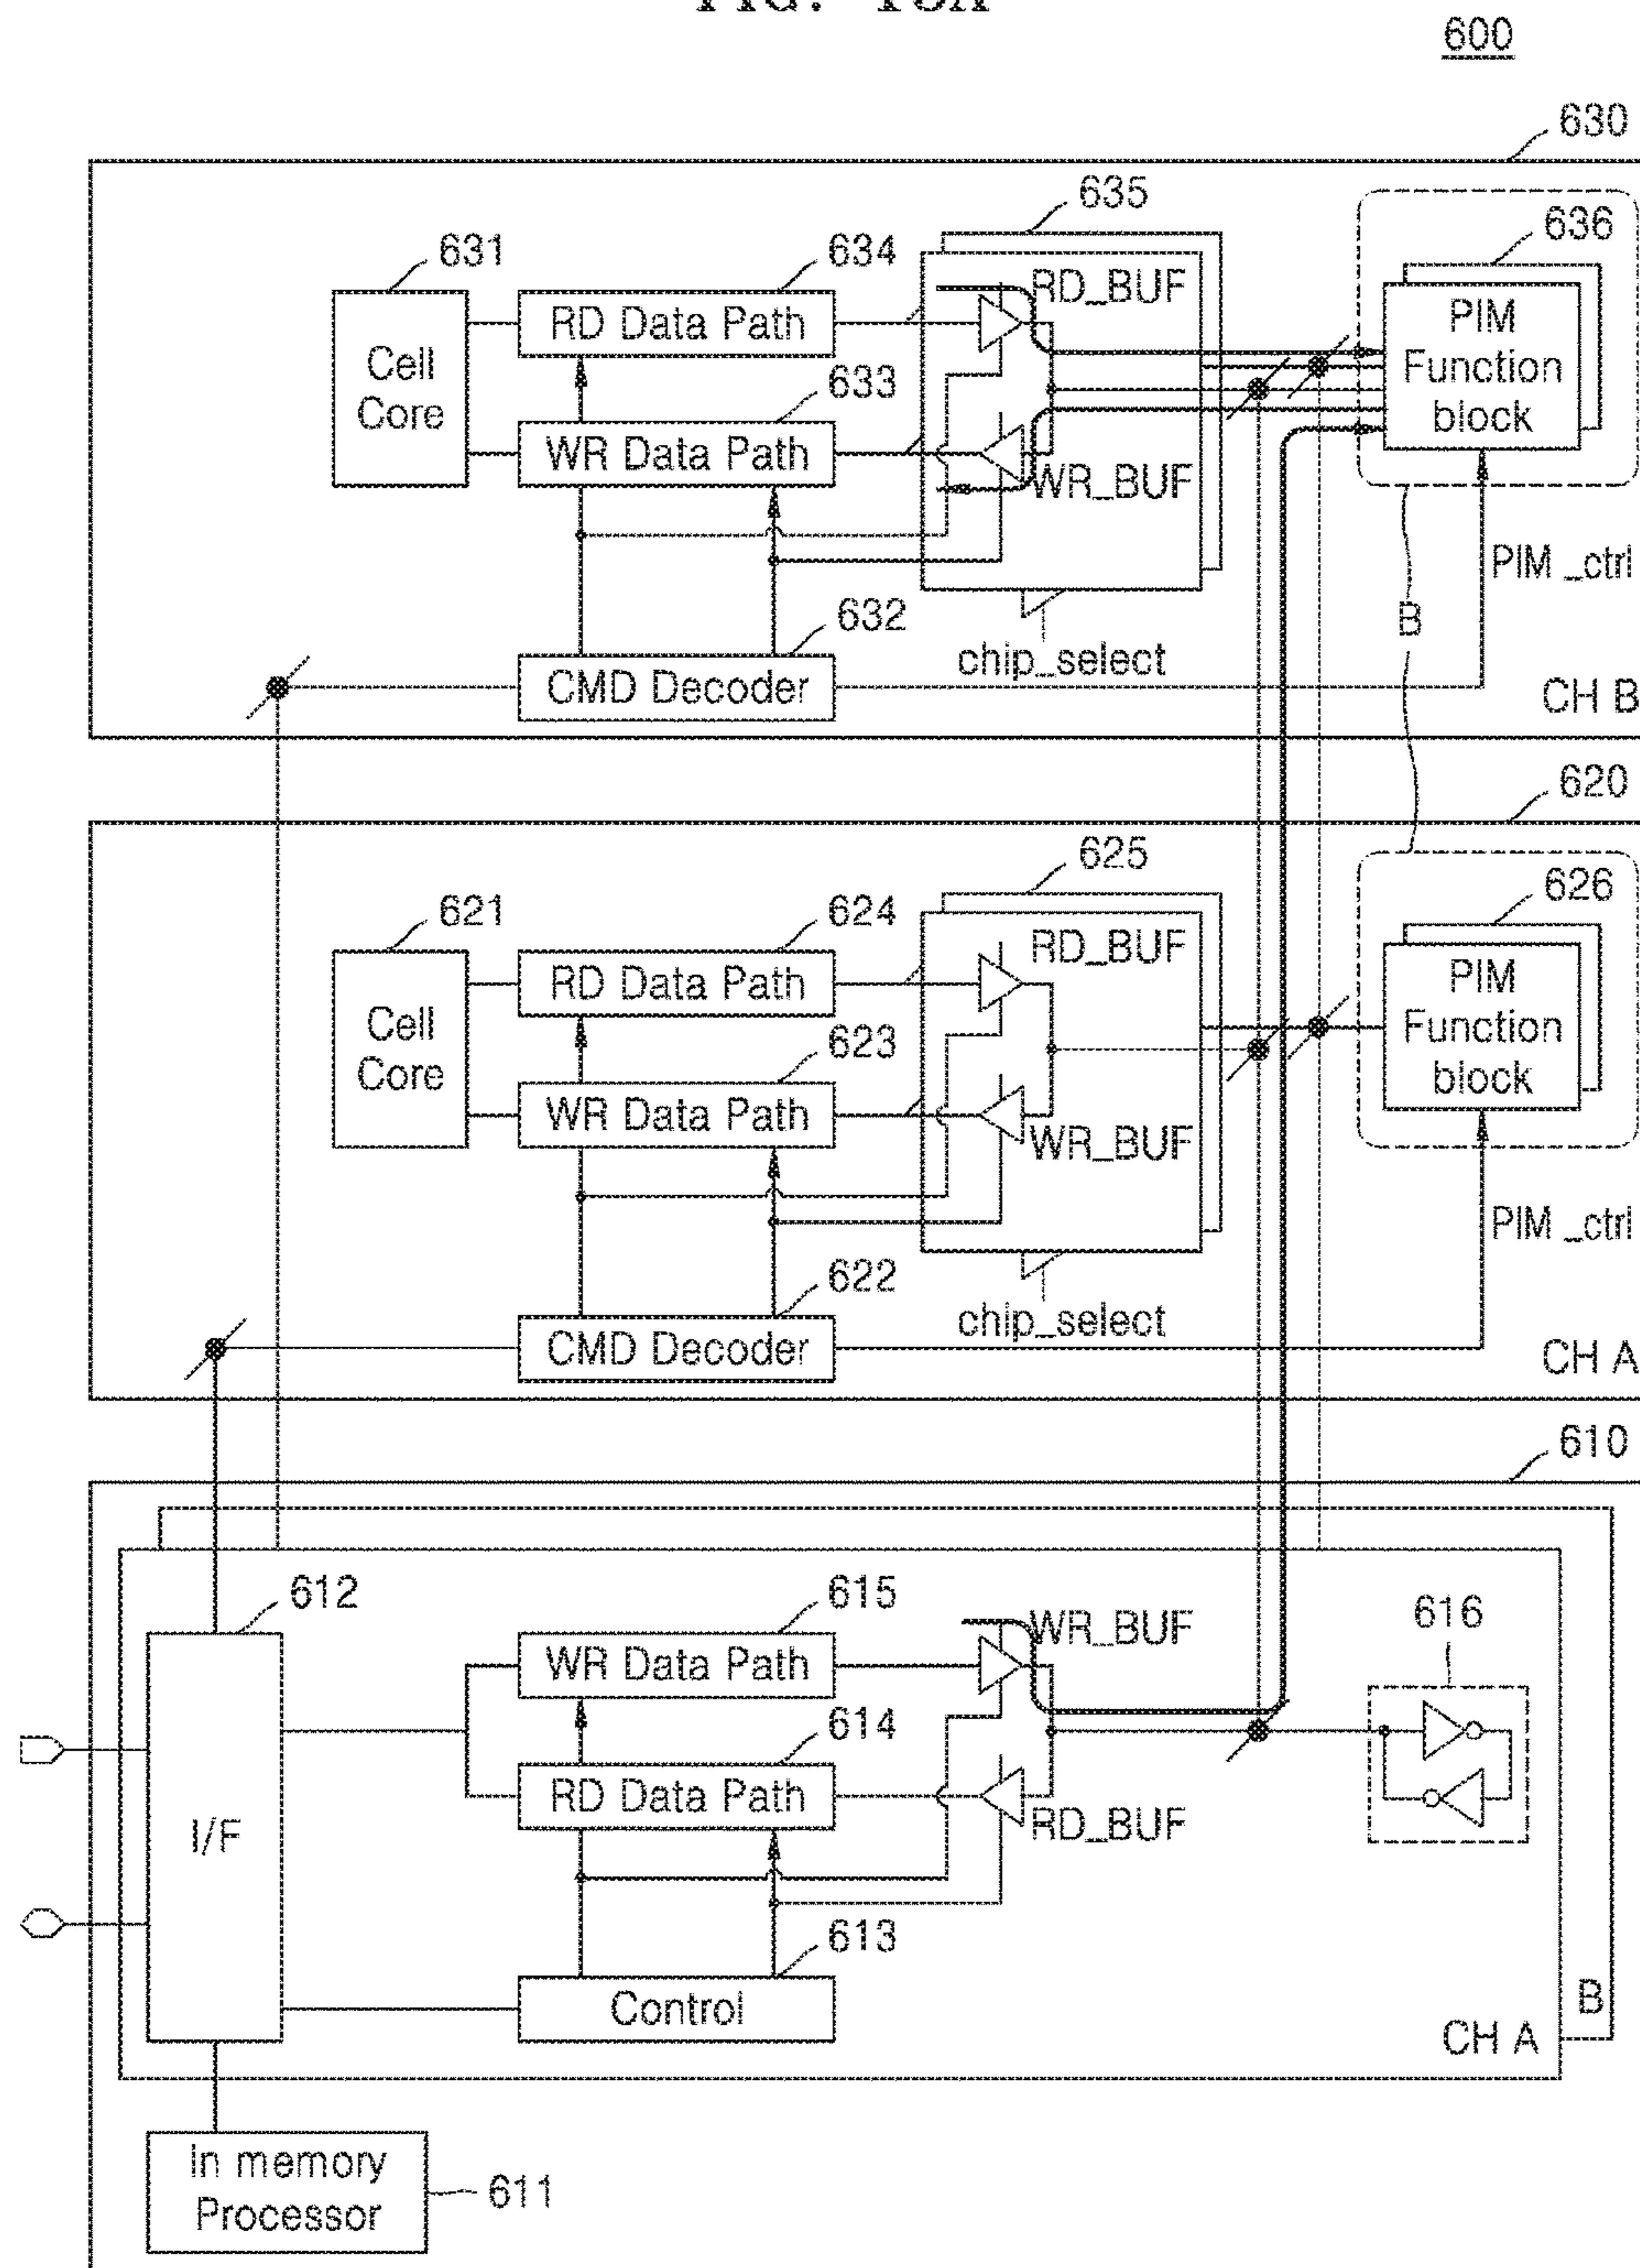 FIG. 13A
600
630
635
636
631
634
RD_BUF
RD Data Path
PIM
Function
block
Cell
Core
633
WR Data Path
WR_BUF
PIM _ctrl
B
632
chip_select
CMD Decoder
CH B
620
625
626
621
624
RD_BUF
RD Data Path
PIM
Function
block
Cell
Core
623
WR Data Path
WR_BUF
PIM _ctrl
622
chip_select
CMD Decoder
CH A
610
612
615
WR_BUF
616
WR Data Path
614
RD Data Path
RD_BUF
I/F
613
Control
B
CH A
In memory
Processor
611